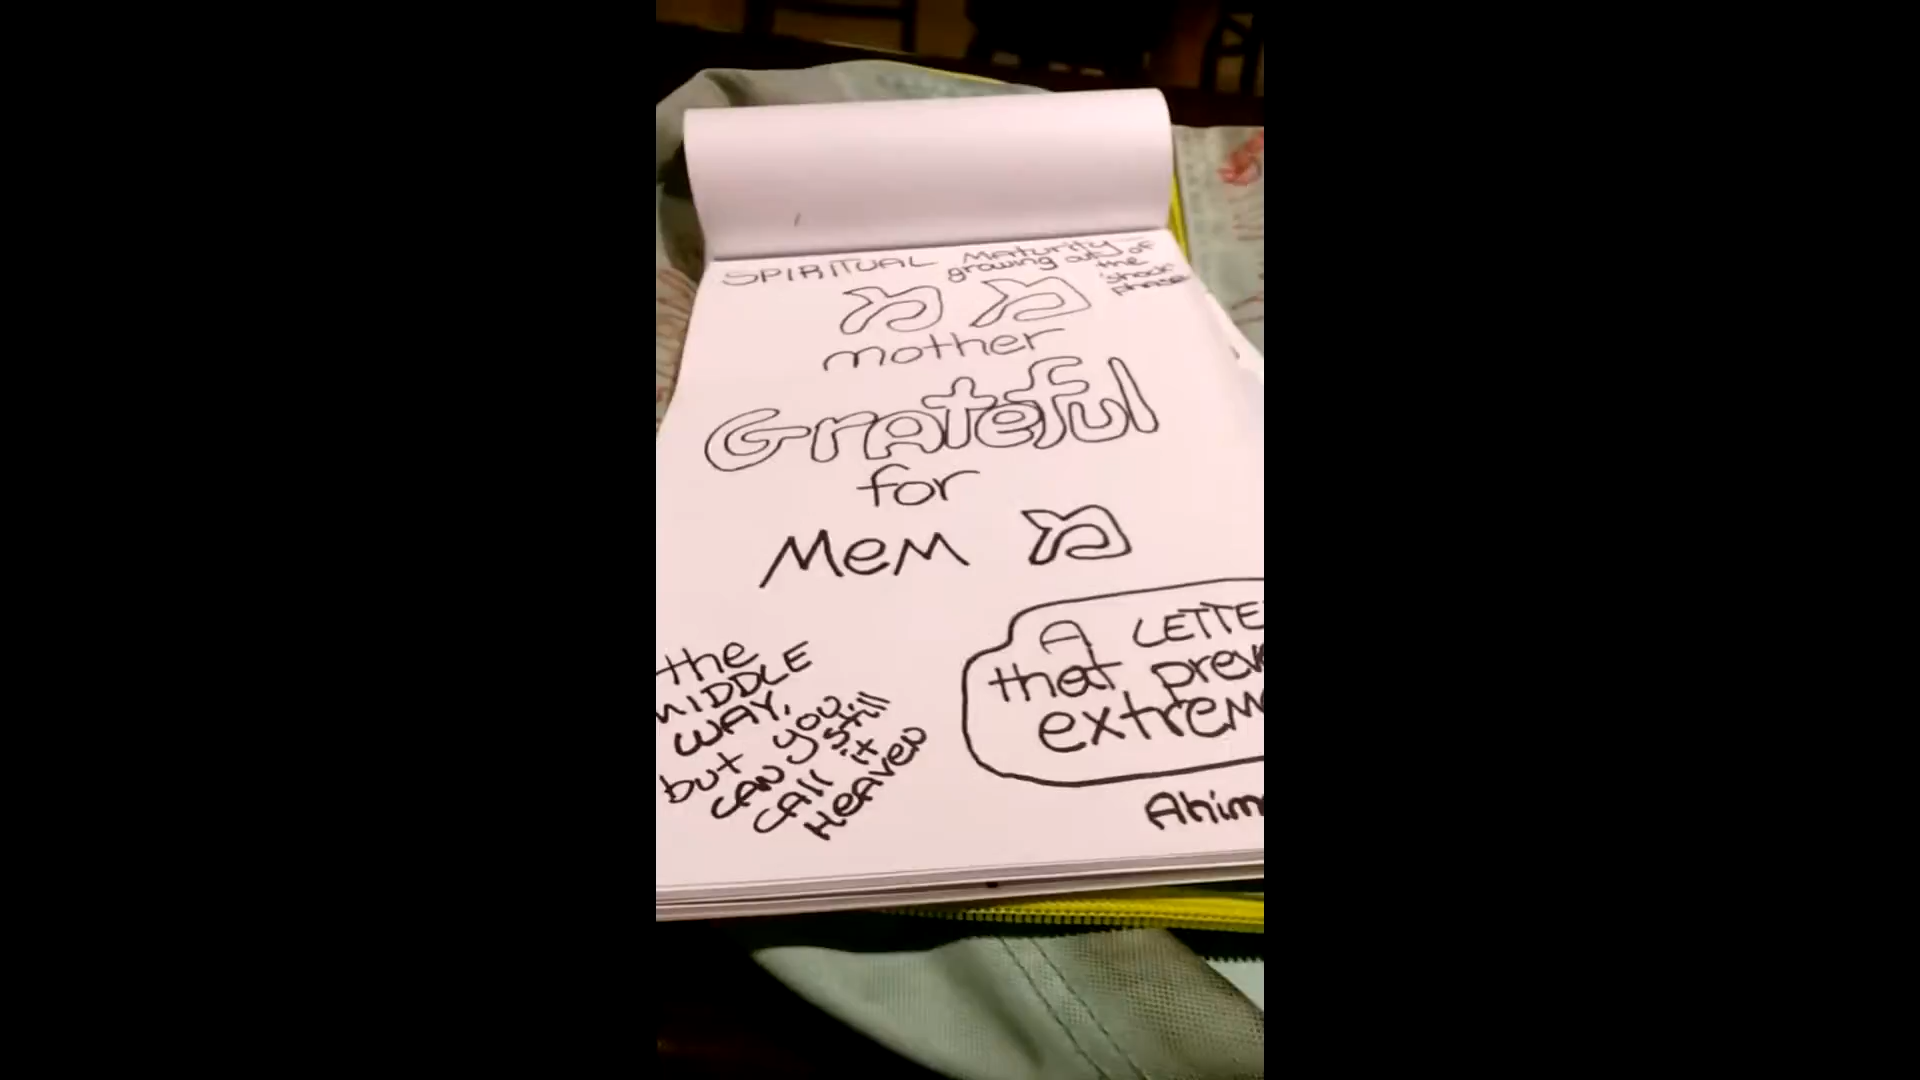 SPIRITUAL Maturity
growing out of
the
"shock"
phase
מ מ
mother
Grateful
for
MeM מ
the
MIDDLE
WAY,
but you
CAN still
CAll it
HeAveN
A LETTE
that prev
extrem